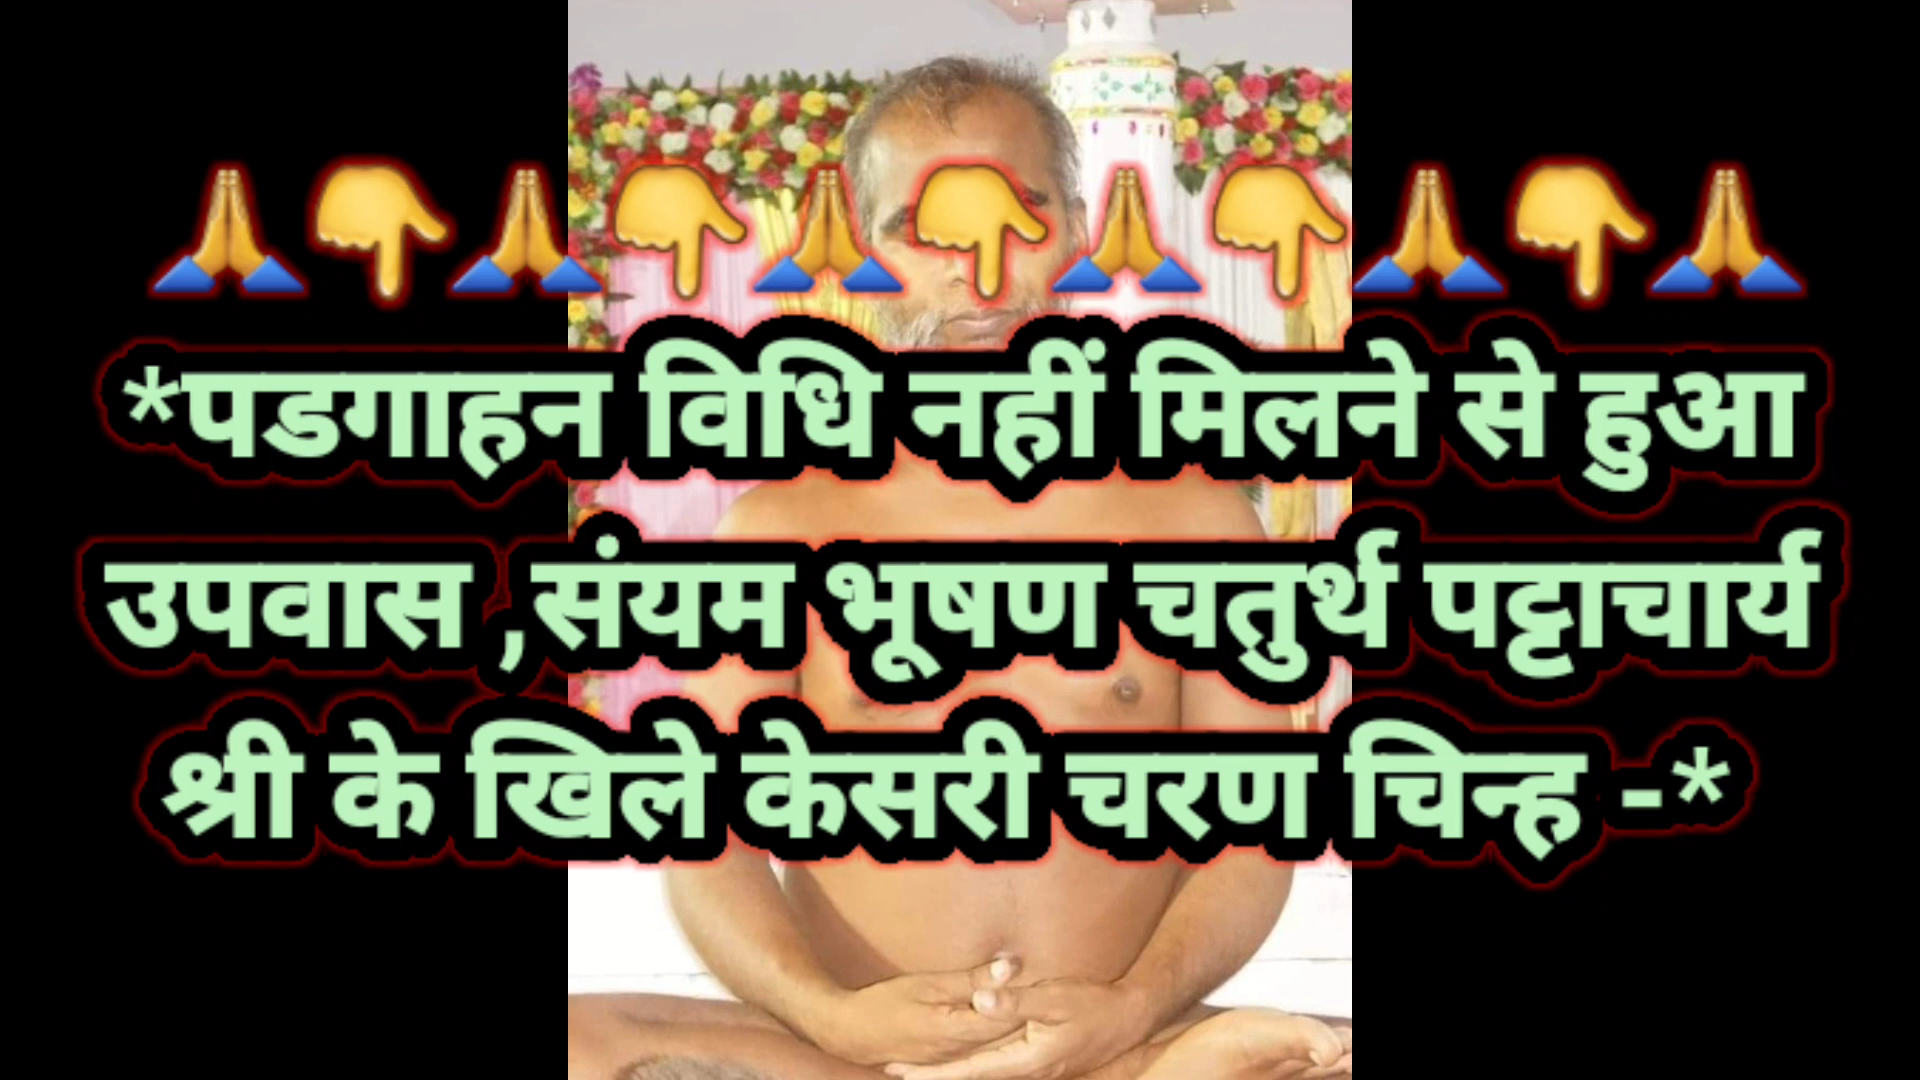 🙏👇🙏👇🙏👇🙏👇🙏👇🙏
*पडगाहन विधि नहीं मिलने से हुआ
उपवास ,संयम भूषण चतुर्थ पट्टाचार्य
श्री के खिले केसरी चरण चिन्ह -*